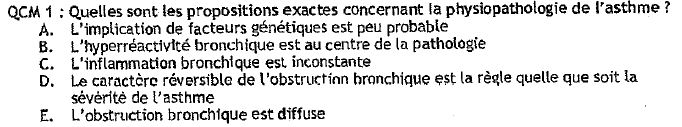 QCM 1 : Quelles sont les propositions exactes concernant la physiopathologie de l'asthme ?
A. L'implication de facteurs génétiques est peu probable
B. L'hyperréactivité bronchique est au centre de la pathologie
C. L'inflammation bronchique est inconstante
D. Le caractère réversible de l'obstruction bronchique est la règle quelle que soit la
sévérité de l'asthme
E. L'obstruction bronchique est diffuse